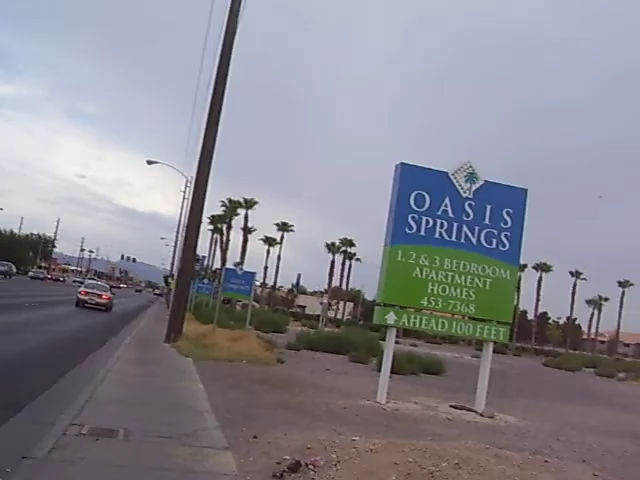 OASIS
SPRINGS
1, 2 & 3 BEDROOM
APARTMENT
HOMES
453-7368
AHEAD 100 FEET